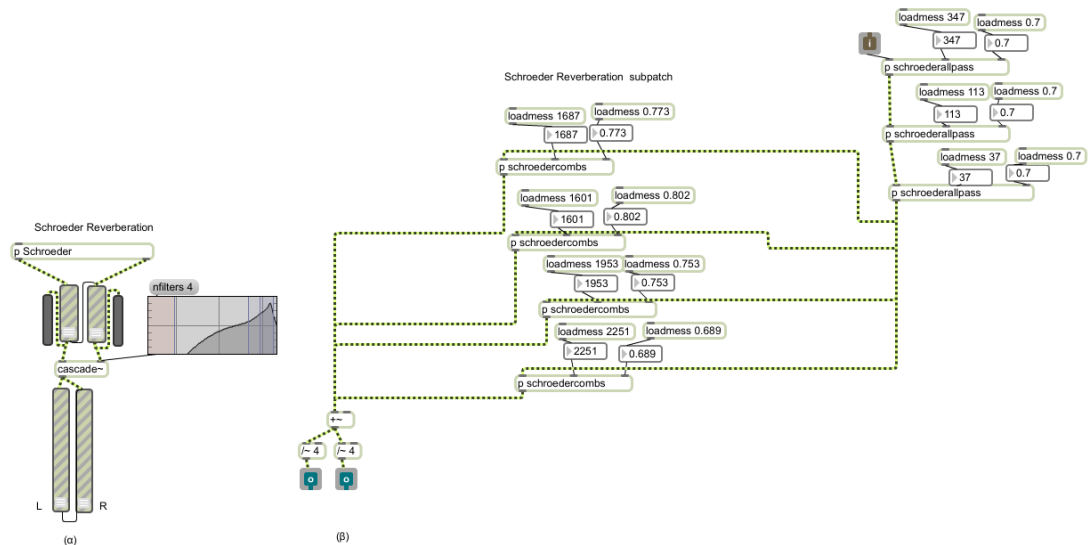 loadmess 347
loadmess 0.7
347
0.7
i
p schroederallpass
Schroeder Reverberation subpatch
loadmess 113
loadmess 0.7
113
0.7
p schroederallpass
loadmess 1687
loadmess 0.773
1687
0.773
p schroedercombs
loadmess 37
loadmess 0.7
37
0.7
p schroederallpass
loadmess 1601
loadmess 0.802
1601
0.802
p schroedercombs
Schroeder Reverberation
p Schroeder
loadmess 1953
loadmess 0.753
1953
0.753
p schroedercombs
nfilters 4
loadmess 2251
loadmess 0.689
2251
0.689
p schroedercombs
cascade~
+~
/~ 4
/~ 4
o
o
L
R
(α)
(β)